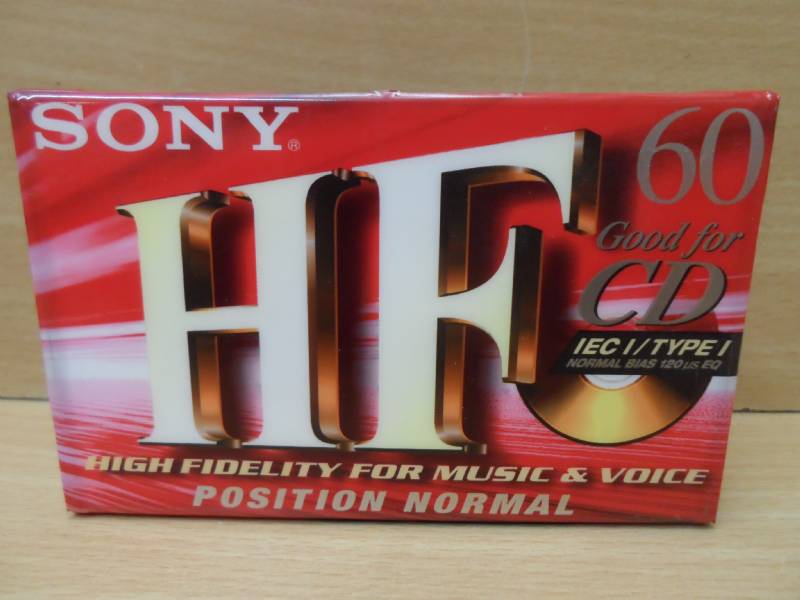 SONY®
60
HF
Good for
CD
IEC I / TYPE I
NORMAL BIAS 120 µs EQ
HIGH FIDELITY FOR MUSIC & VOICE
POSITION NORMAL